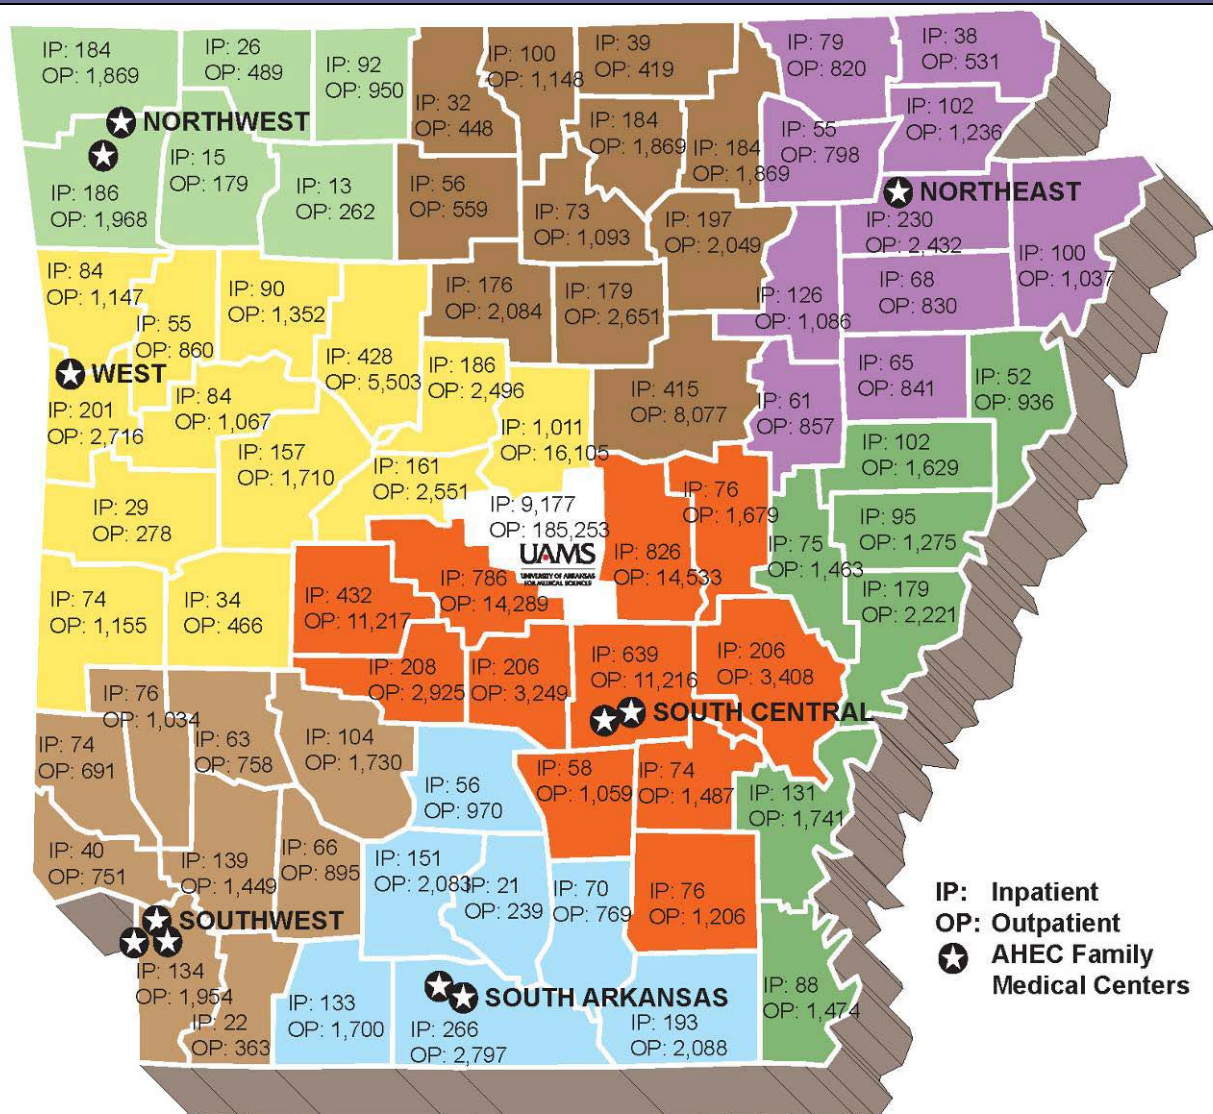 IP: 184
OP: 1,869
IP: 26
OP: 489
IP: 92
OP: 950
IP: 32
OP: 448
IP: 100
OP: 1,148
IP: 39
OP: 419
IP: 79
OP: 820
IP: 38
OP: 531
NORTHWEST
IP: 184
OP: 1,869
IP: 184
OP: 1,869
IP: 55
OP: 798
IP: 102
OP: 1,236
IP: 186
OP: 1,968
IP: 15
OP: 179
IP: 13
OP: 262
IP: 56
OP: 559
IP: 73
OP: 1,093
IP: 197
OP: 2,049
NORTHEAST
IP: 230
OP: 2,432
IP: 100
OP: 1,037
IP: 84
OP: 1,147
IP: 55
OP: 860
IP: 90
OP: 1,352
IP: 176
OP: 2,084
IP: 179
OP: 2,651
IP: 126
OP: 1,086
IP: 68
OP: 830
WEST
IP: 201
OP: 2,716
IP: 84
OP: 1,067
IP: 428
OP: 5,503
IP: 186
OP: 2,496
IP: 415
OP: 8,077
IP: 61
OP: 857
IP: 65
OP: 841
IP: 52
OP: 936
IP: 157
OP: 1,710
IP: 161
OP: 2,551
IP: 1,011
OP: 16,105
IP: 102
OP: 1,629
IP: 29
OP: 278
IP: 9,177
OP: 185,253
UAMS
UNIVERSITY OF ARKANSAS
FOR MEDICAL SCIENCES
IP: 76
OP: 1,679
IP: 826
OP: 14,533
IP: 75
OP: 1,463
IP: 95
OP: 1,275
IP: 179
OP: 2,221
IP: 74
OP: 1,155
IP: 34
OP: 466
IP: 432
OP: 11,217
IP: 786
OP: 14,289
IP: 208
OP: 2,925
IP: 206
OP: 3,249
IP: 639
OP: 11,216
IP: 206
OP: 3,408
SOUTH CENTRAL
IP: 76
OP: 1,034
IP: 74
OP: 691
IP: 63
OP: 758
IP: 104
OP: 1,730
IP: 56
OP: 970
IP: 58
OP: 1,059
IP: 74
OP: 1,487
IP: 131
OP: 1,741
IP: 40
OP: 751
IP: 139
OP: 1,449
IP: 66
OP: 895
IP: 151
OP: 2,083
IP: 21
OP: 239
IP: 70
OP: 769
IP: 76
OP: 1,206
SOUTHWEST
IP: 134
OP: 1,954
IP: 22
OP: 363
IP: 133
OP: 1,700
SOUTH ARKANSAS
IP: 266
OP: 2,797
IP: 193
OP: 2,088
IP: 88
OP: 1,474
IP: Inpatient
OP: Outpatient
AHEC Family
Medical Centers